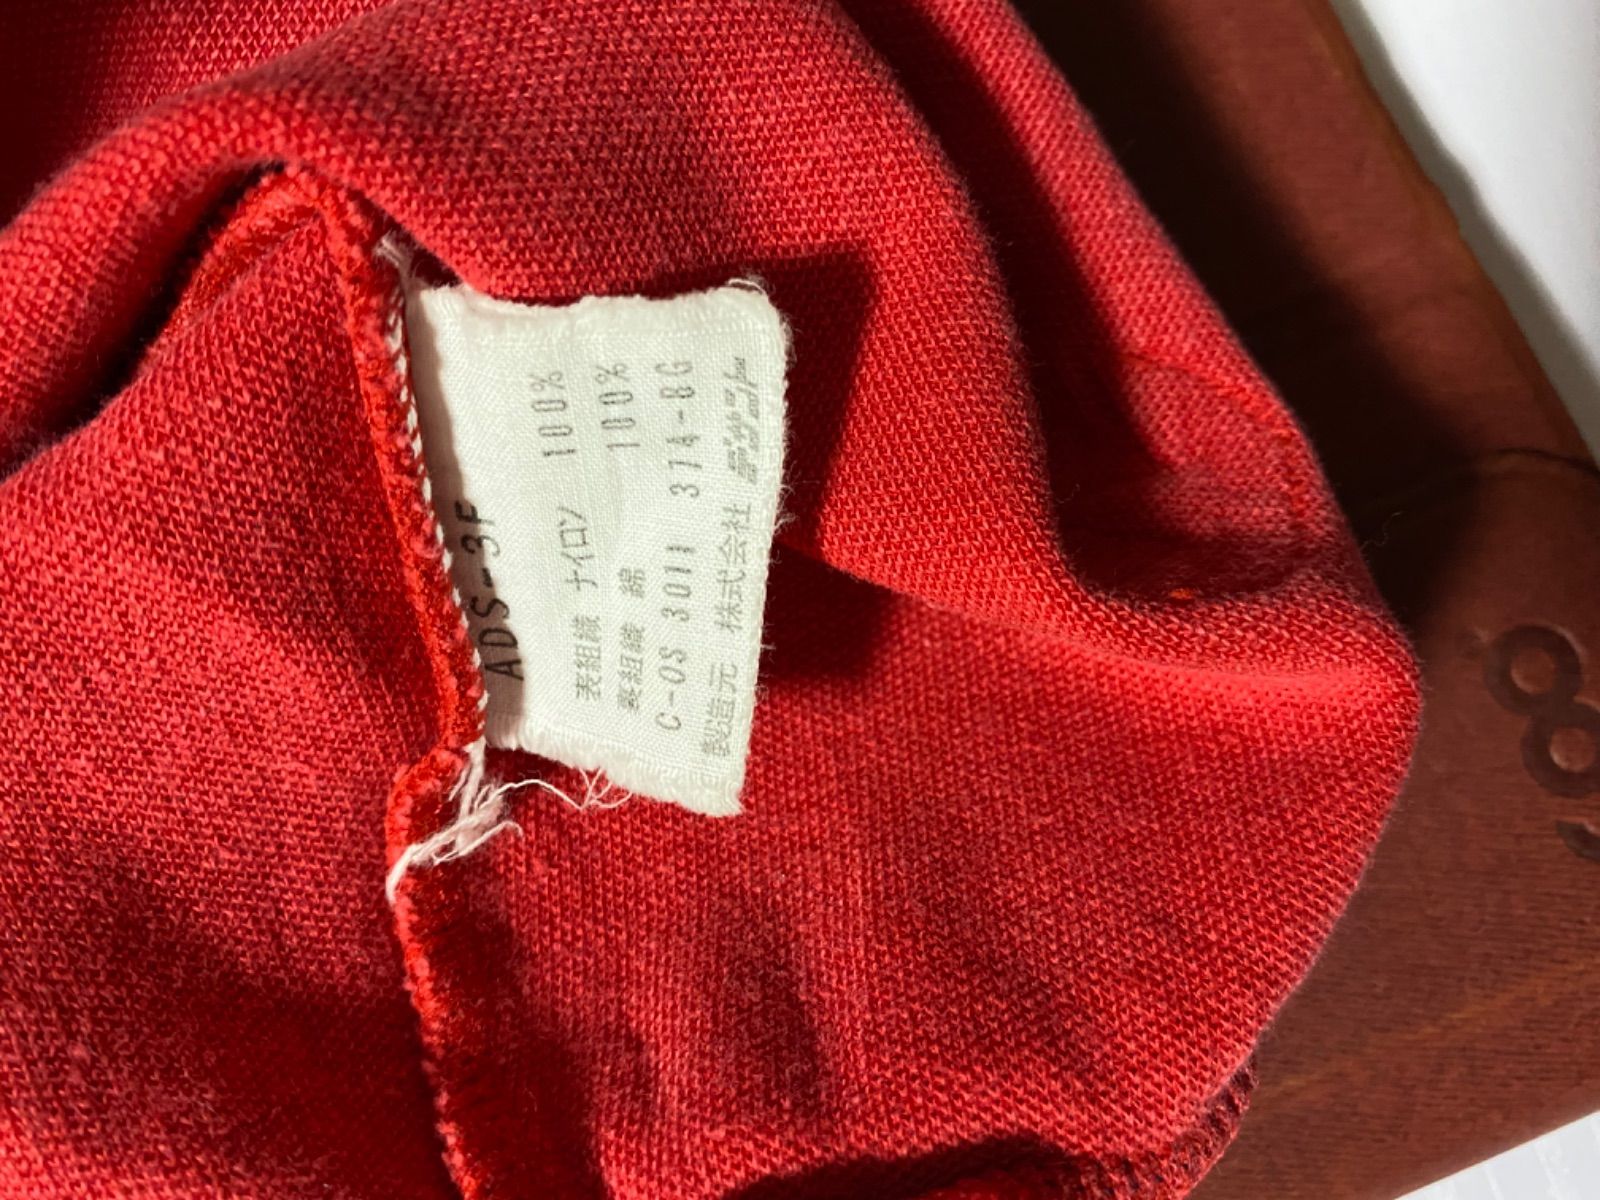 ADS-3F
表組織 ナイロン 100%
裏組織 綿 100%
C-OS 3011 374-8G
製造元 株式会社 デサント
8